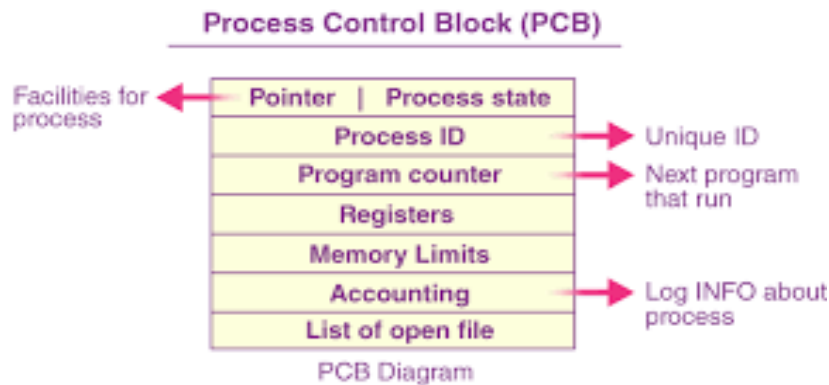 Process Control Block (PCB)
Facilities for
process
Pointer | Process state
Process ID
Unique ID
Program counter
Next program
that run
Registers
Memory Limits
Accounting
Log INFO about
process
List of open file
PCB Diagram